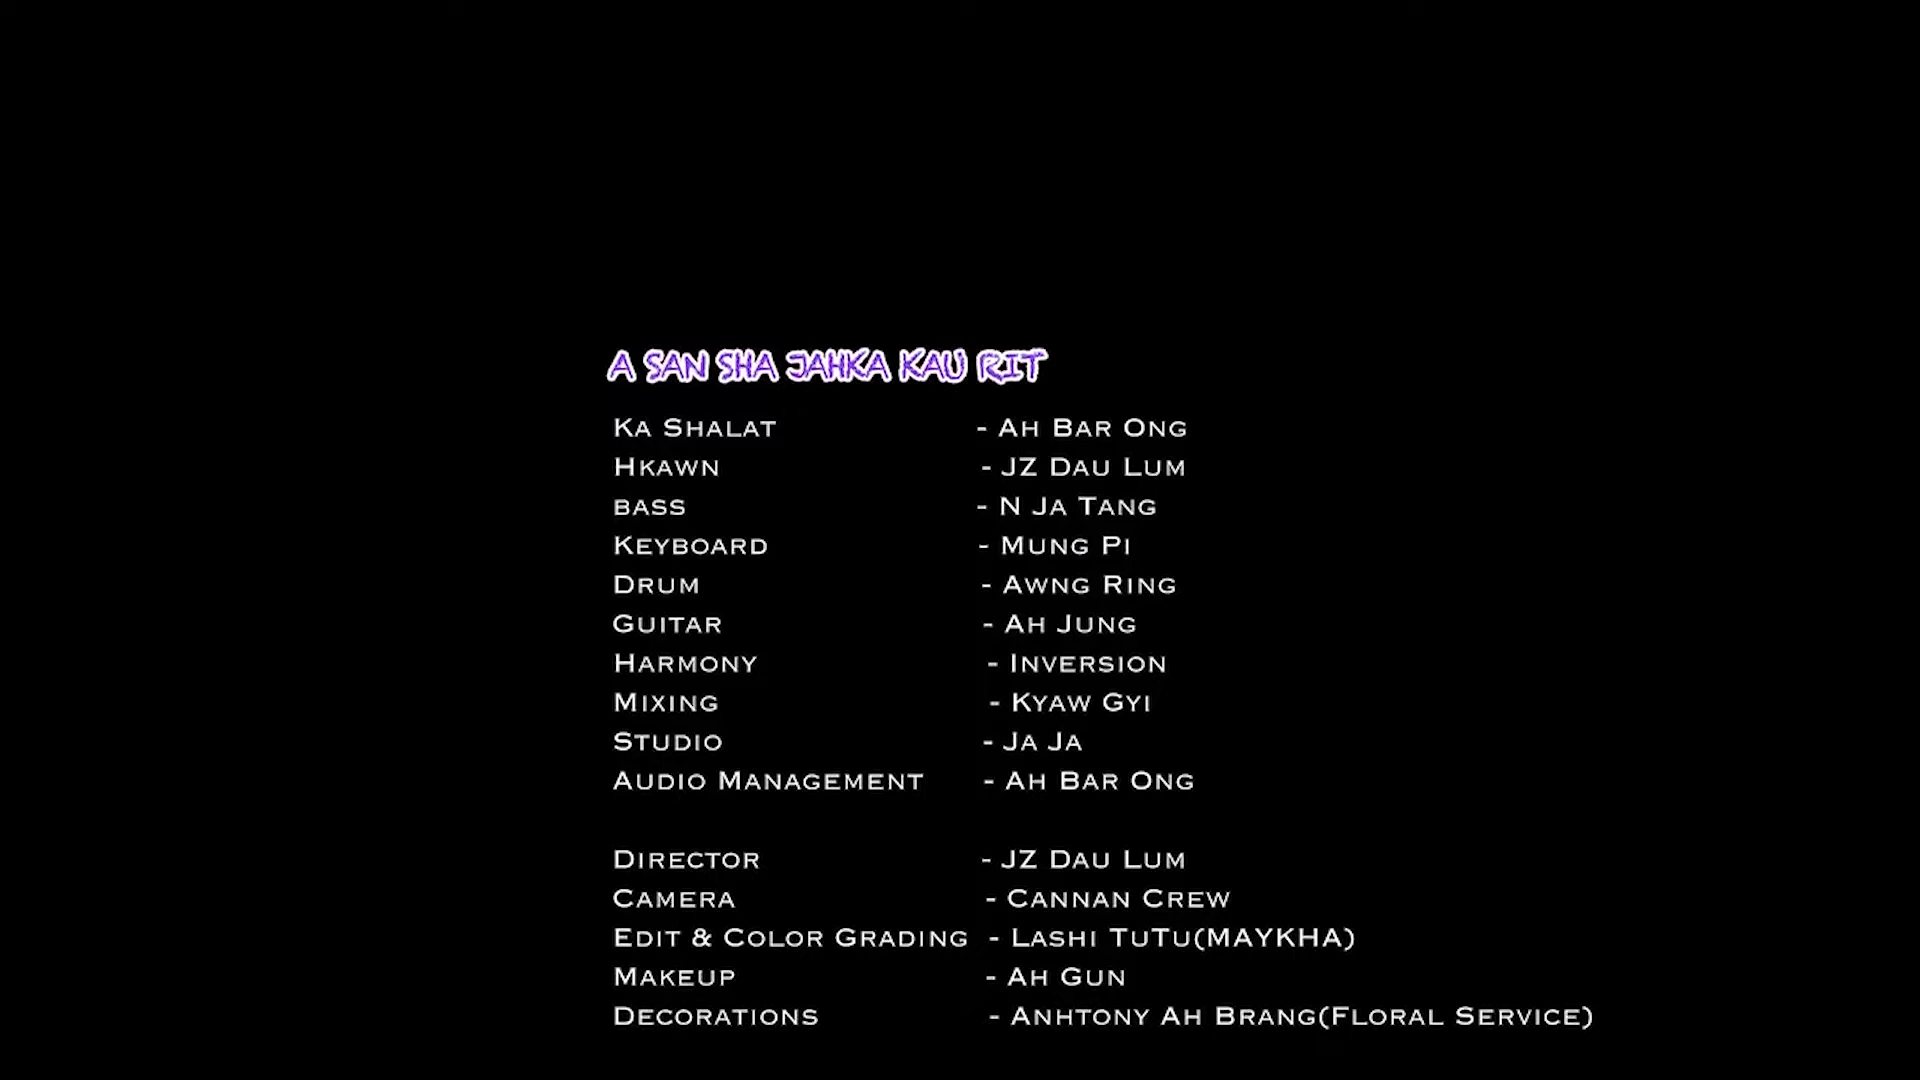 A SAN SHA JAHKA KAU RIT
Ka Shalat - Ah Bar Ong
Hkawn - JZ Dau Lum
bass - N Ja Tang
Keyboard - Mung Pi
Drum - Awng Ring
Guitar - Ah Jung
Harmony - Inversion
Mixing - Kyaw Gyi
Studio - Ja Ja
Audio Management - Ah Bar Ong
Director - JZ Dau Lum
Camera - Cannan Crew
Edit & Color Grading - Lashi TuTu(MAYKHA)
Makeup - Ah Gun
Decorations - Anhtony Ah Brang(Floral Service)